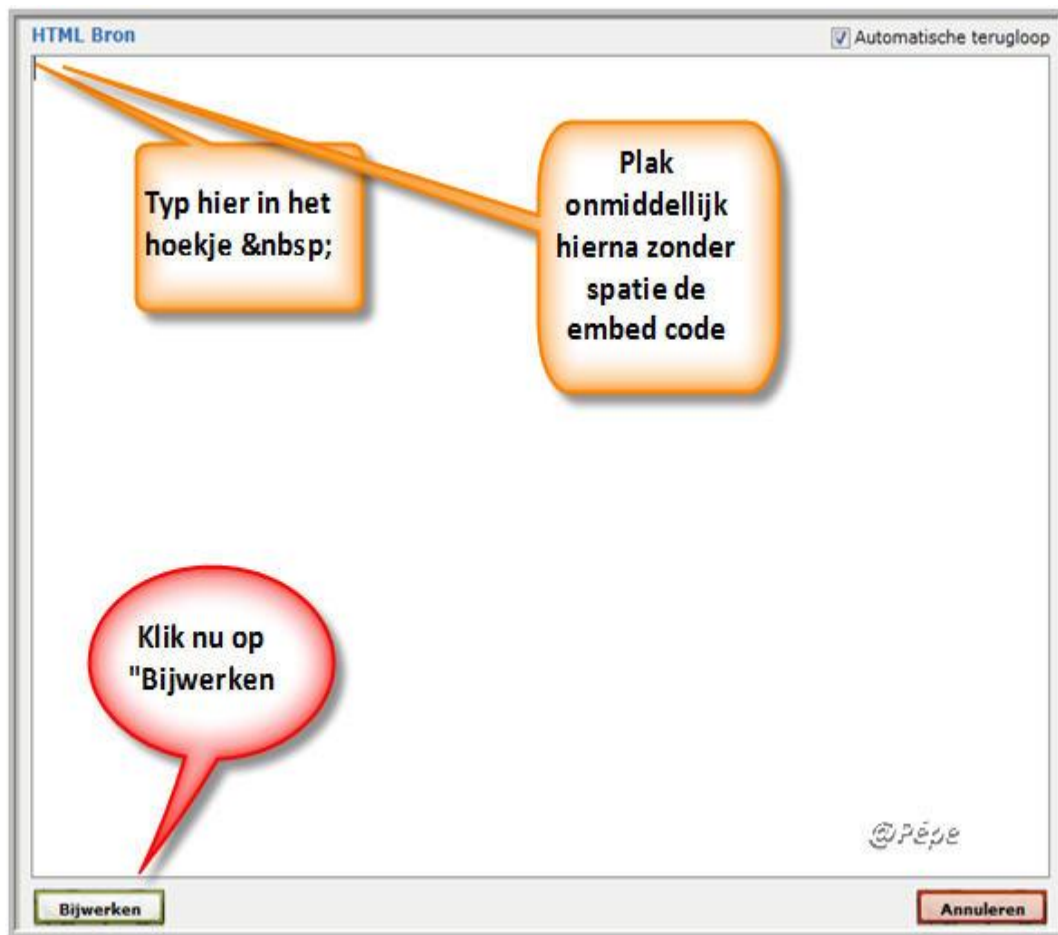 HTML Bron
Automatische terugloop
Typ hier in het
hoekje &nbsp;
Plak
onmiddellijk
hierna zonder
spatie de
embed code
Klik nu op
"Bijwerken
@Pépe
Bijwerken
Annuleren